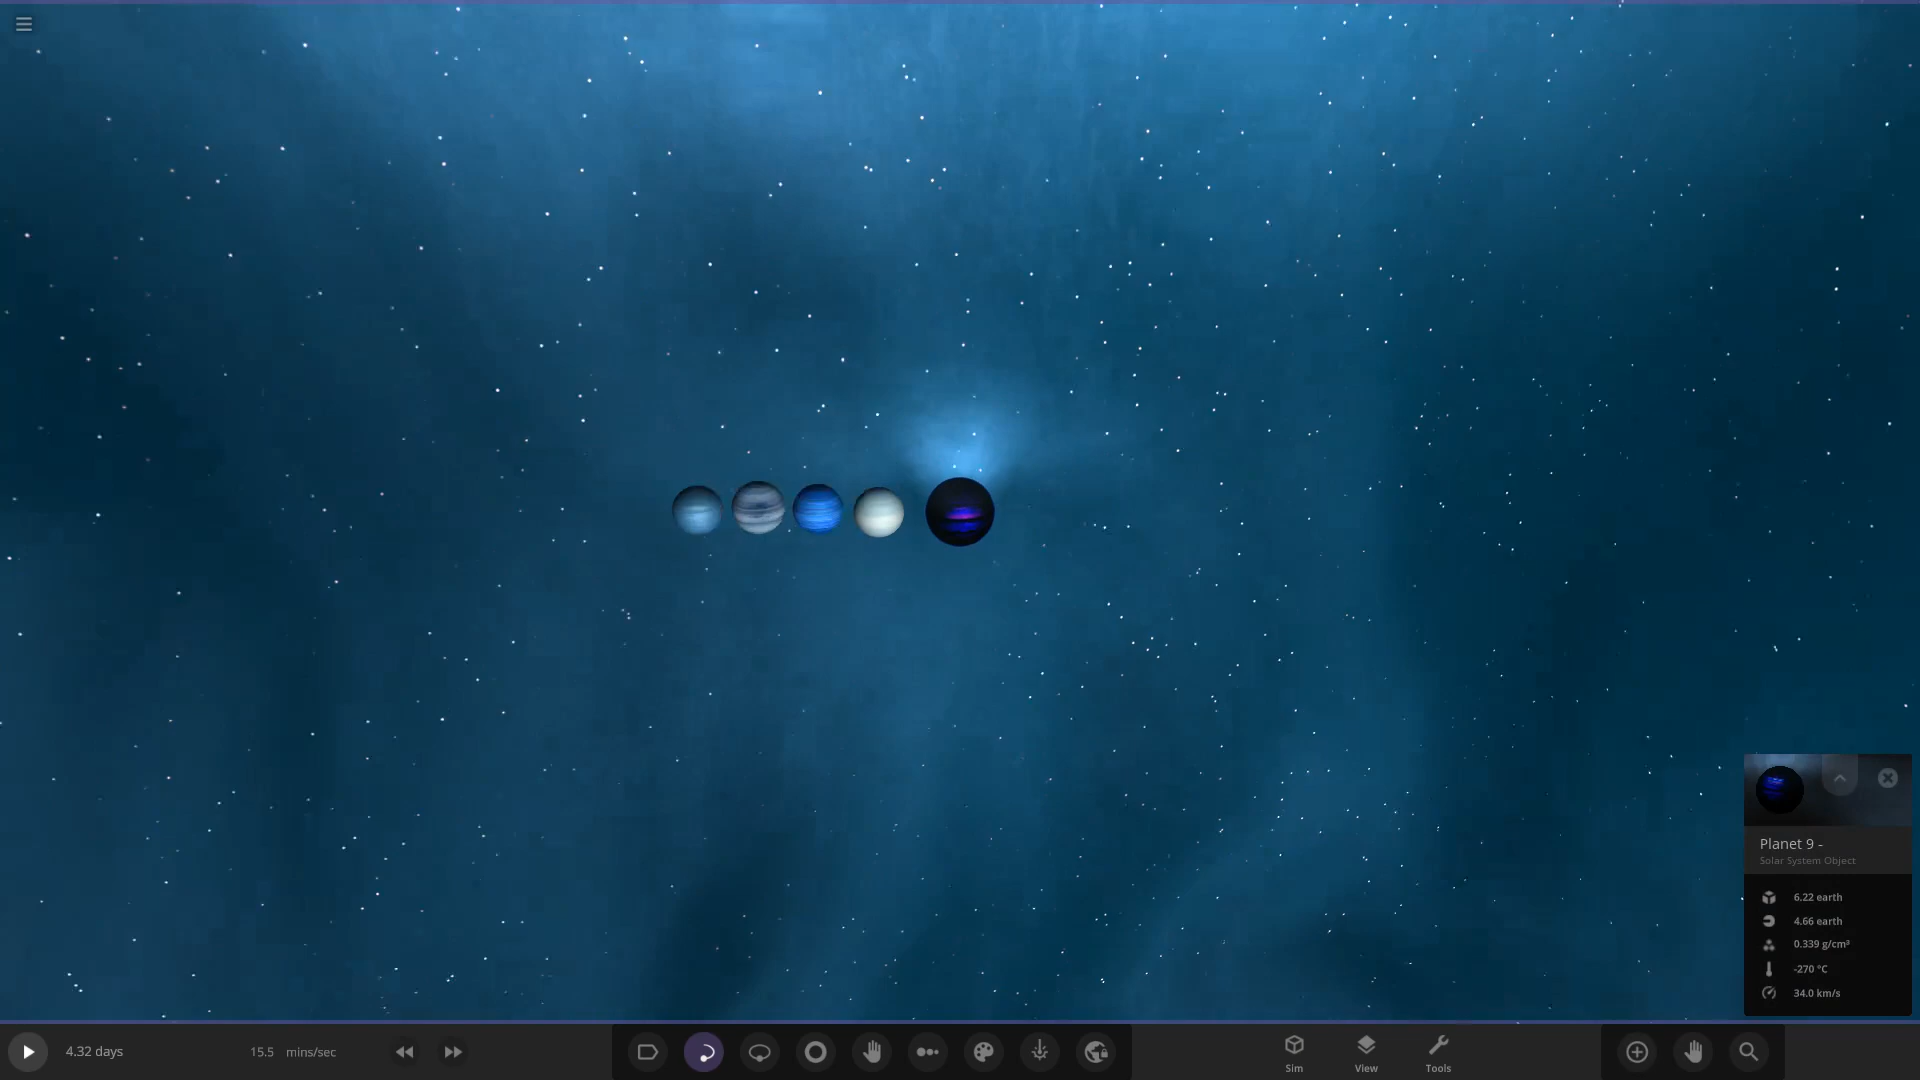 Planet 9 -
Solar System Object
6.22 earth
4.66 earth
0.339 g/cm³
-270 °C
34.0 km/s
4.32 days
15.5 mins/sec
Sim
View
Tools